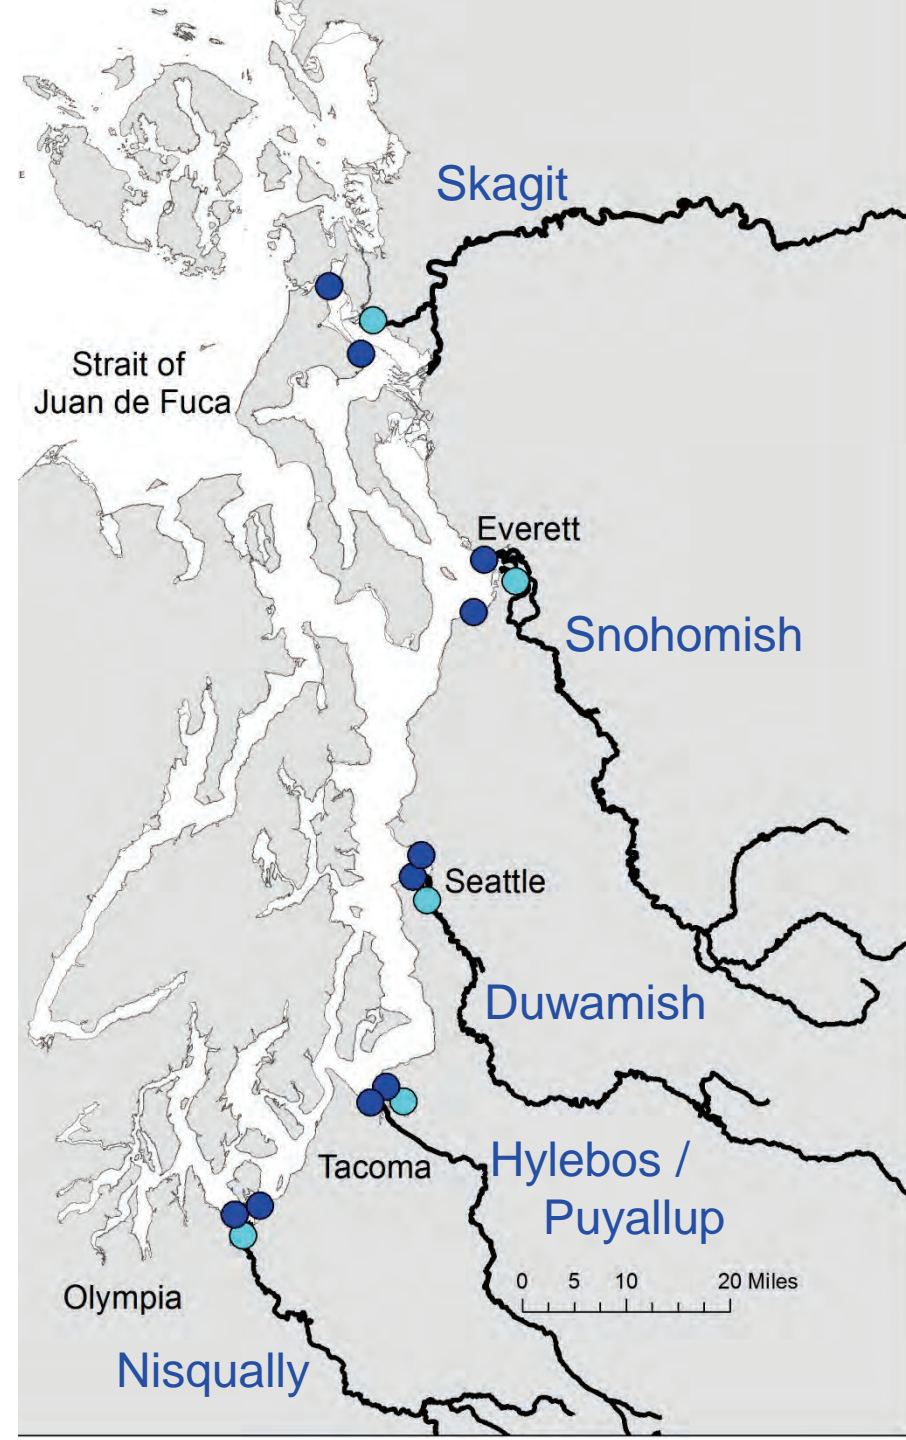 Skagit
E
Strait of
Juan de Fuca
Everett
Snohomish
Seattle
Duwamish
Tacoma
Hylebos /
Puyallup
0 5 10 20 Miles
Olympia
Nisqually